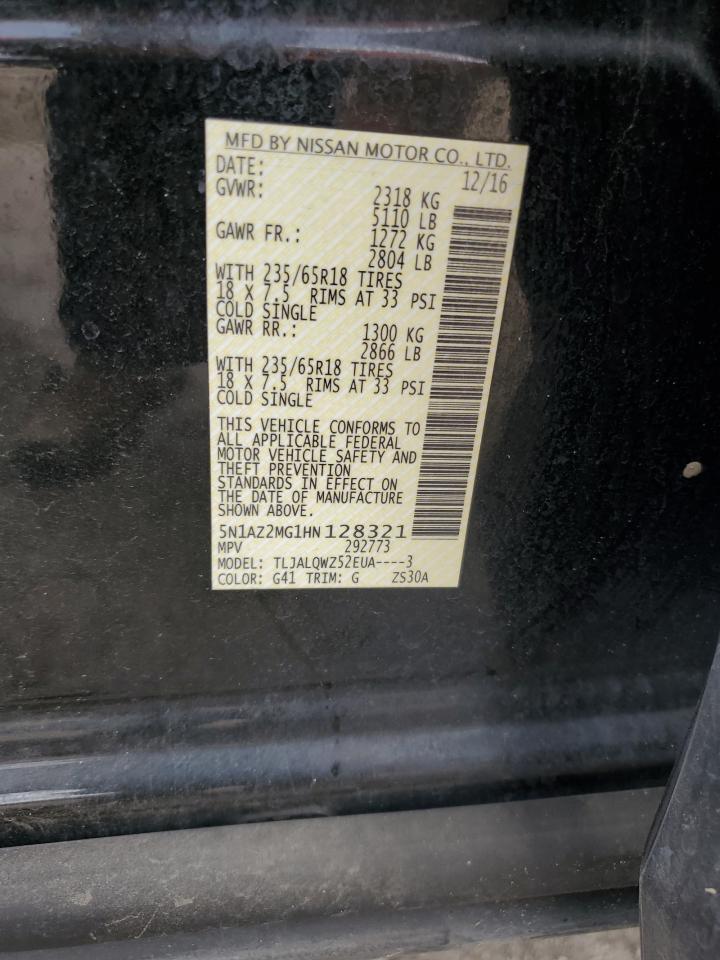 MFD BY NISSAN MOTOR CO., LTD.
DATE: 12/16
GVWR: 2318 KG
5110 LB
GAWR FR.: 1272 KG
2804 LB
WITH 235/65R18 TIRES
18 X 7.5 RIMS AT 33 PSI
COLD SINGLE
GAWR RR.: 1300 KG
2866 LB
WITH 235/65R18 TIRES
18 X 7.5 RIMS AT 33 PSI
COLD SINGLE
THIS VEHICLE CONFORMS TO
ALL APPLICABLE FEDERAL
MOTOR VEHICLE SAFETY AND
THEFT PREVENTION
STANDARDS IN EFFECT ON
THE DATE OF MANUFACTURE
SHOWN ABOVE.
5N1AZ2MG1HN128321
MPV 292773
MODEL: TLJALQWZ52EUA----3
COLOR: G41 TRIM: G ZS30A